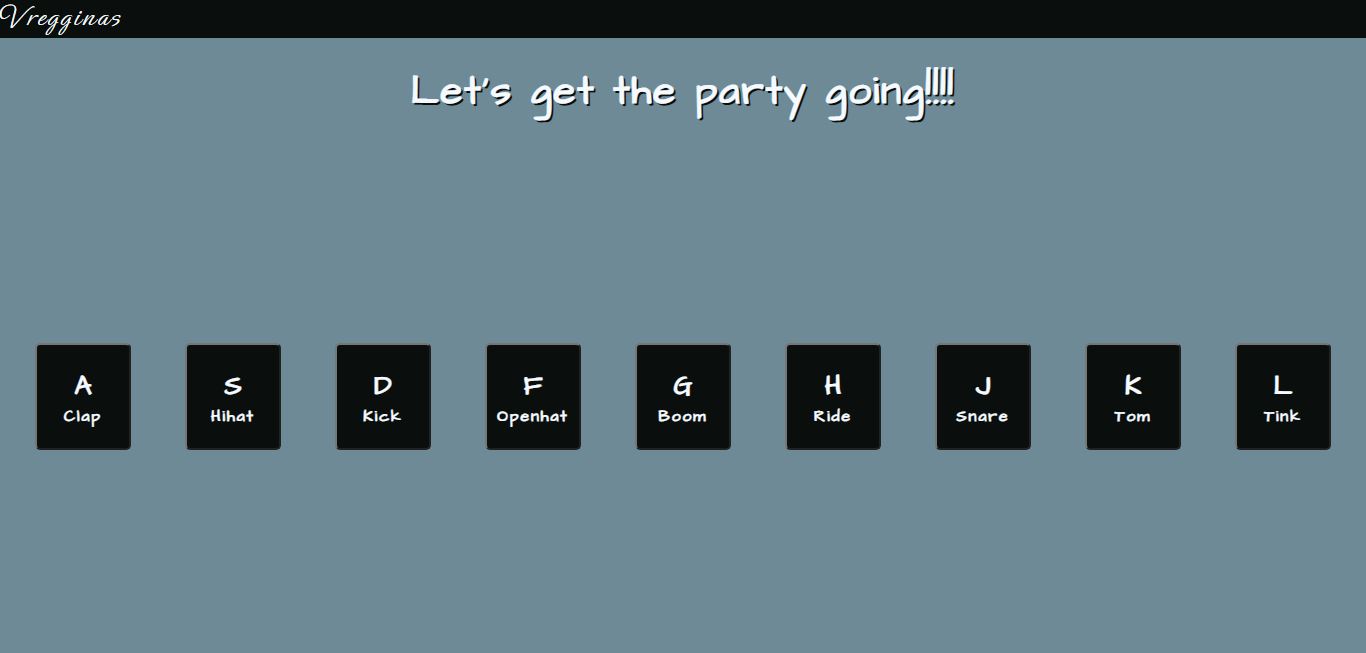 Vregginas
Let's get the party going!!!!
A
Clap
S
Hihat
D
Kick
F
Openhat
G
Boom
H
Ride
J
Snare
K
Tom
L
Tink